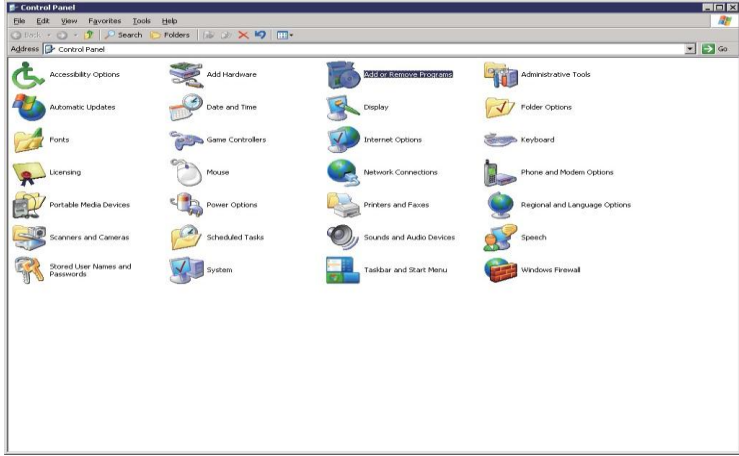 Control Panel
File Edit View Favorites Tools Help
Back Search Folders
Address Control Panel Go
Accessibility Options Add Hardware Add or Remove Programs Administrative Tools
Automatic Updates Date and Time Display Folder Options
Fonts Game Controllers Internet Options Keyboard
Licensing Mouse Network Connections Phone and Modem Options
Portable Media Devices Power Options Printers and Faxes Regional and Language Options
Scanners and Cameras Scheduled Tasks Sounds and Audio Devices Speech
Stored User Names and
Passwords System Taskbar and Start Menu Windows Firewall